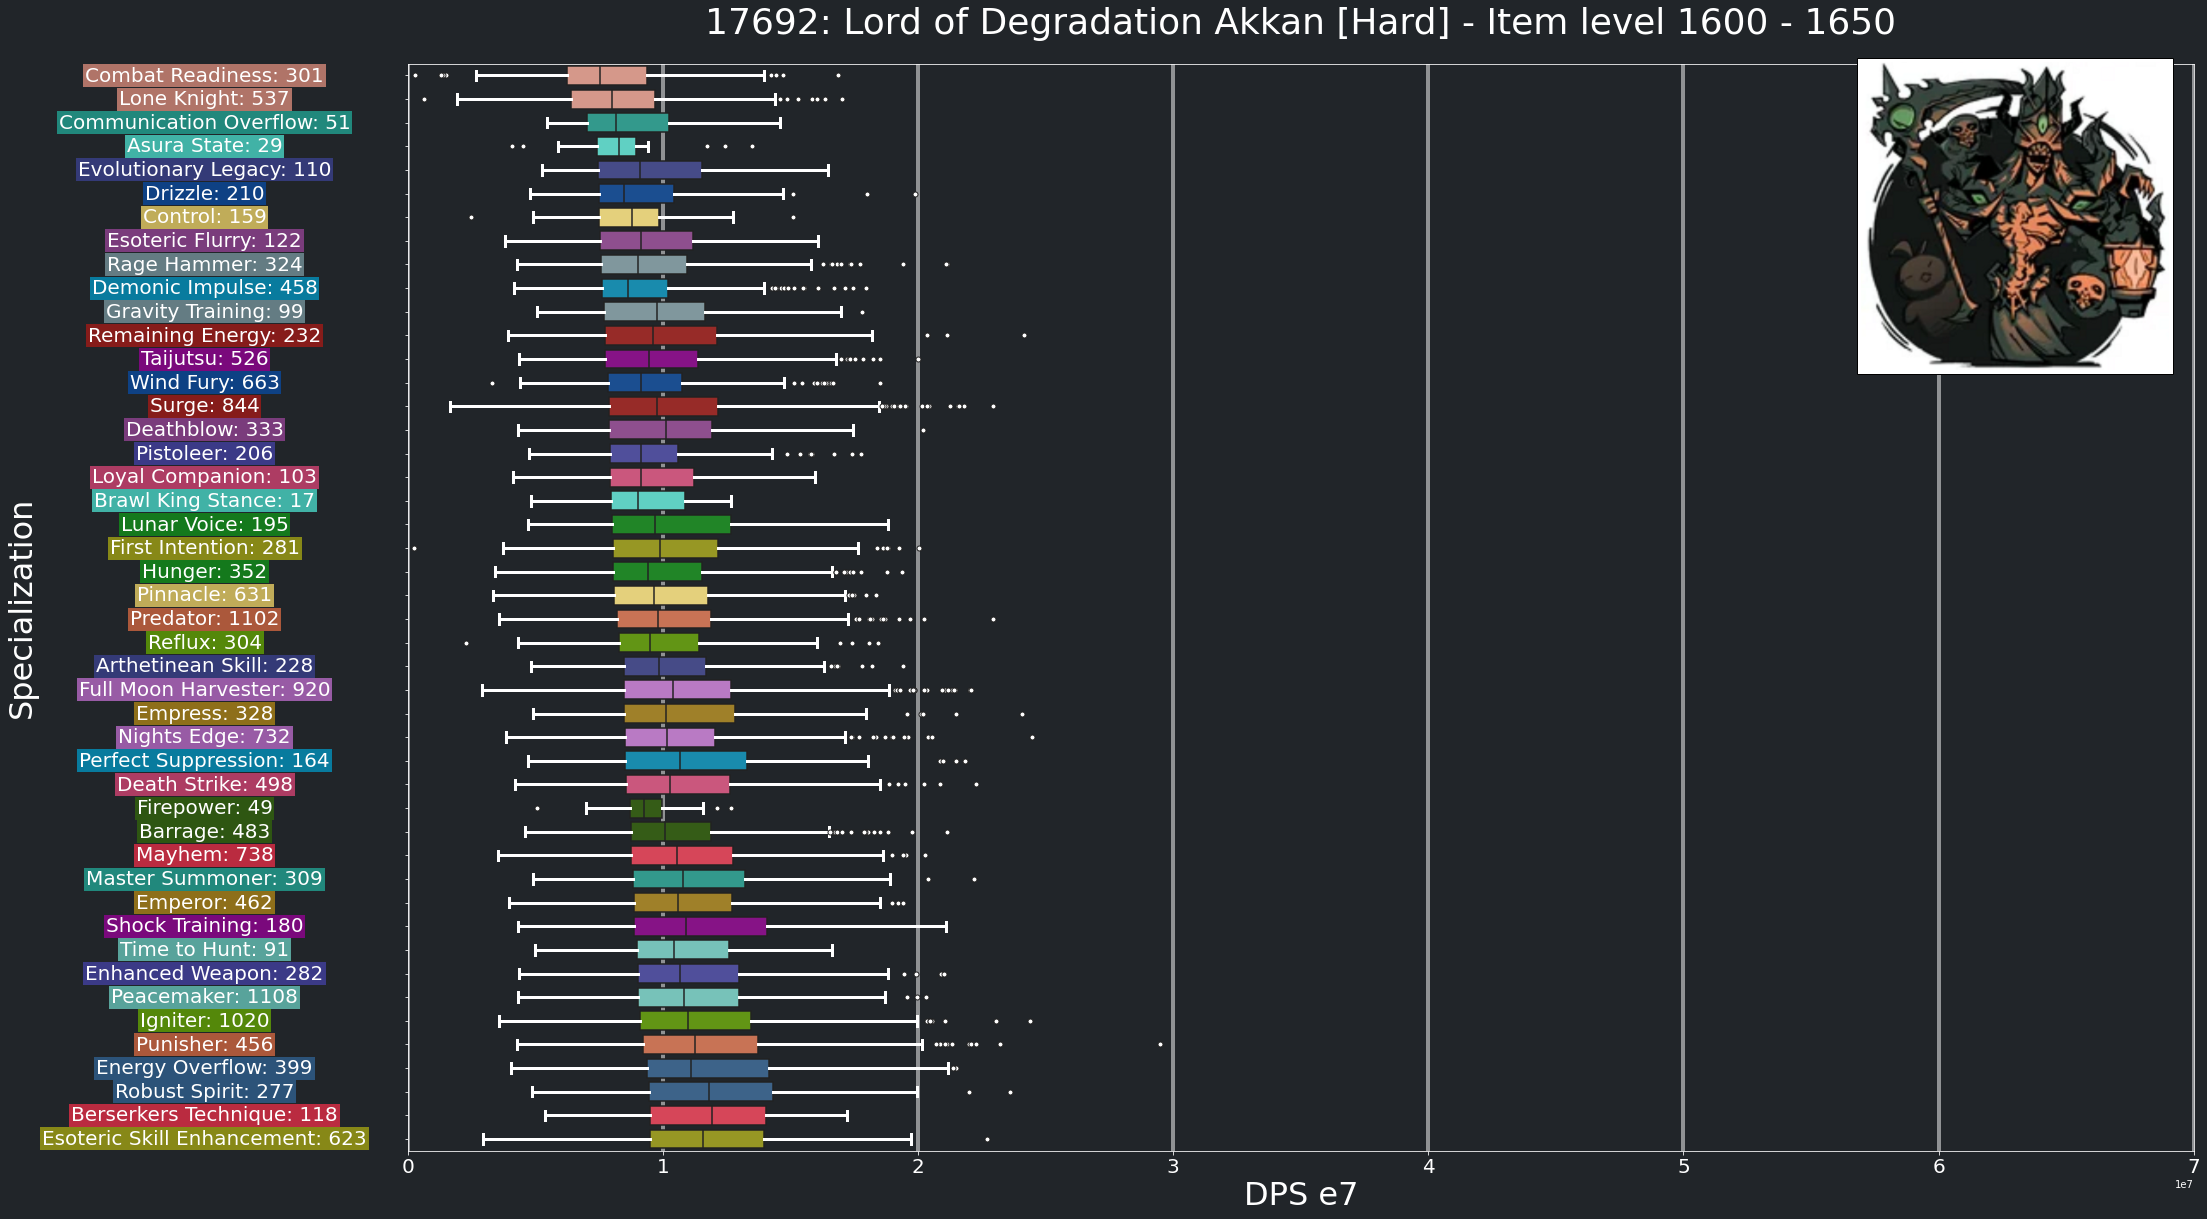 17692: Lord of Degradation Akkan [Hard] - Item level 1600 - 1650
Combat Readiness: 301
Lone Knight: 537
Communication Overflow: 51
Asura State: 29
Evolutionary Legacy: 110
Drizzle: 210
Control: 159
Esoteric Flurry: 122
Rage Hammer: 324
Demonic Impulse: 458
Gravity Training: 99
Remaining Energy: 232
Taijutsu: 526
Wind Fury: 663
Surge: 844
Deathblow: 333
Pistoleer: 206
Loyal Companion: 103
Brawl King Stance: 17
Lunar Voice: 195
First Intention: 281
Hunger: 352
Pinnacle: 631
Predator: 1102
Reflux: 304
Arthetinean Skill: 228
Full Moon Harvester: 920
Empress: 328
Nights Edge: 732
Perfect Suppression: 164
Death Strike: 498
Firepower: 49
Barrage: 483
Mayhem: 738
Master Summoner: 309
Emperor: 462
Shock Training: 180
Time to Hunt: 91
Enhanced Weapon: 282
Peacemaker: 1108
Igniter: 1020
Punisher: 456
Energy Overflow: 399
Robust Spirit: 277
Berserkers Technique: 118
Esoteric Skill Enhancement: 623
Specialization
0 1 2 3 4 5 6 7
1e7
DPS e7